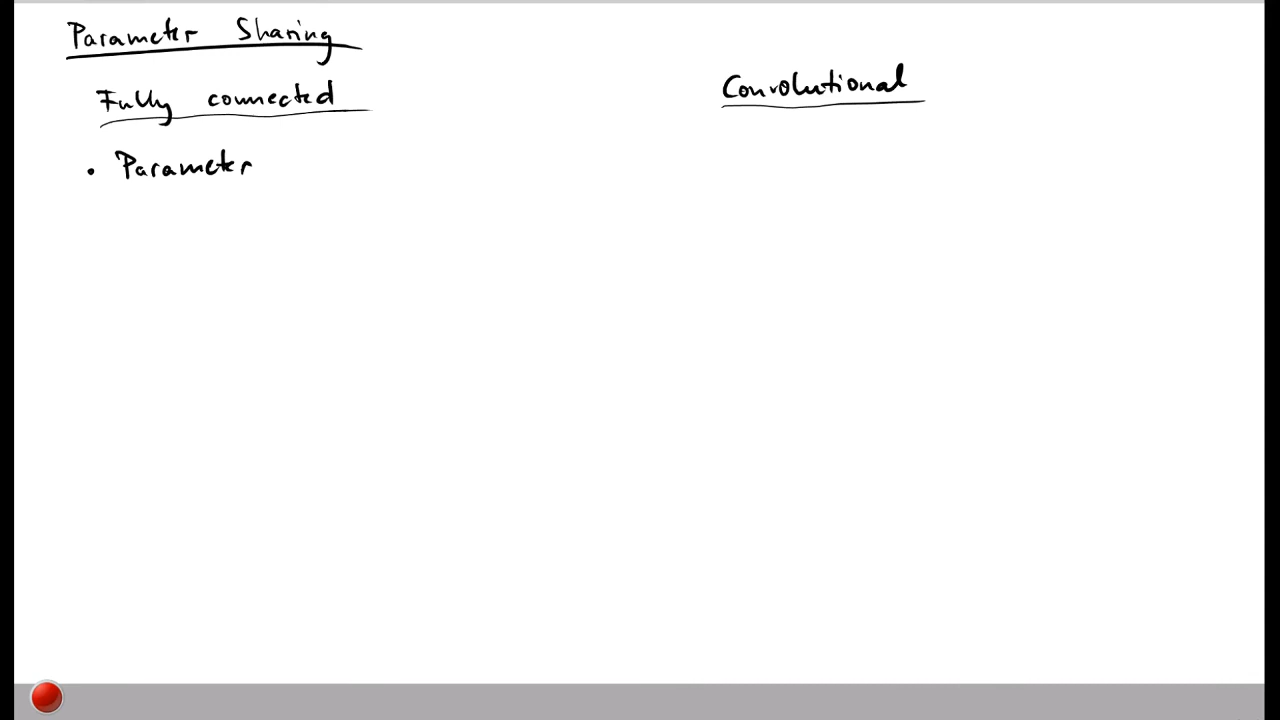 Parameter Sharing
Fully connected
Convolutional
• Parameter